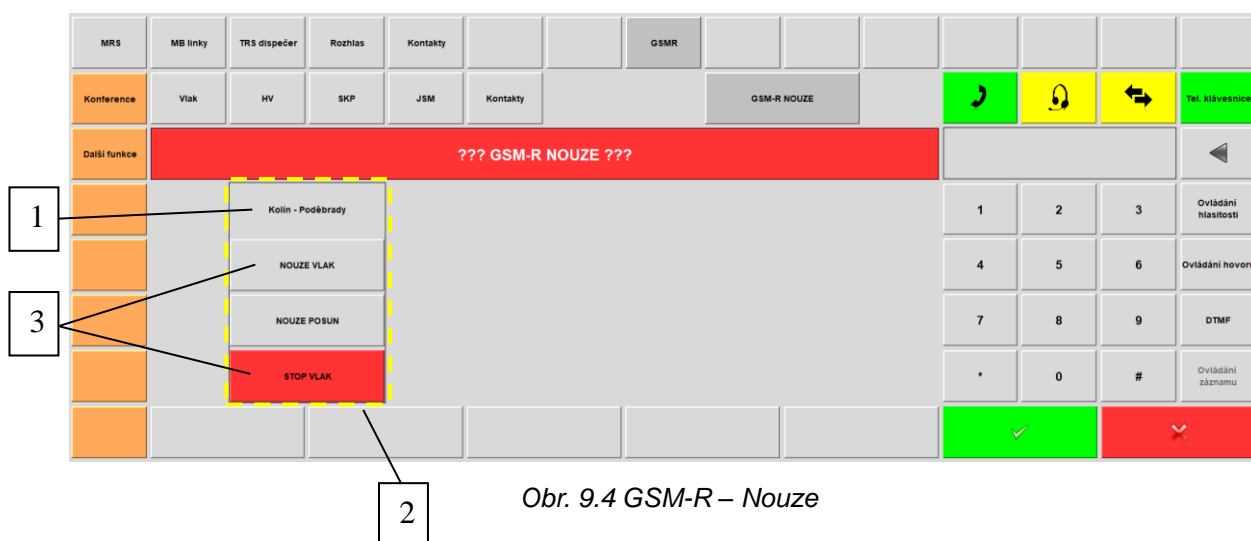 MRS MB linky TRS dispečer Rozhlas Kontakty GSMR
Konference Vlak HV SKP JSM Kontakty GSM-R NOUZE Tel. klávesnice
Další funkce ??? GSM-R NOUZE ???
1 Kolín - Poděbrady 1 2 3 Ovládání
hlasitosti
NOUZE VLAK 4 5 6 Ovládání hovoru
3 NOUZE POSUN 7 8 9 DTMF
STOP VLAK * 0 # Ovládání
záznamu
2 Obr. 9.4 GSM-R – Nouze